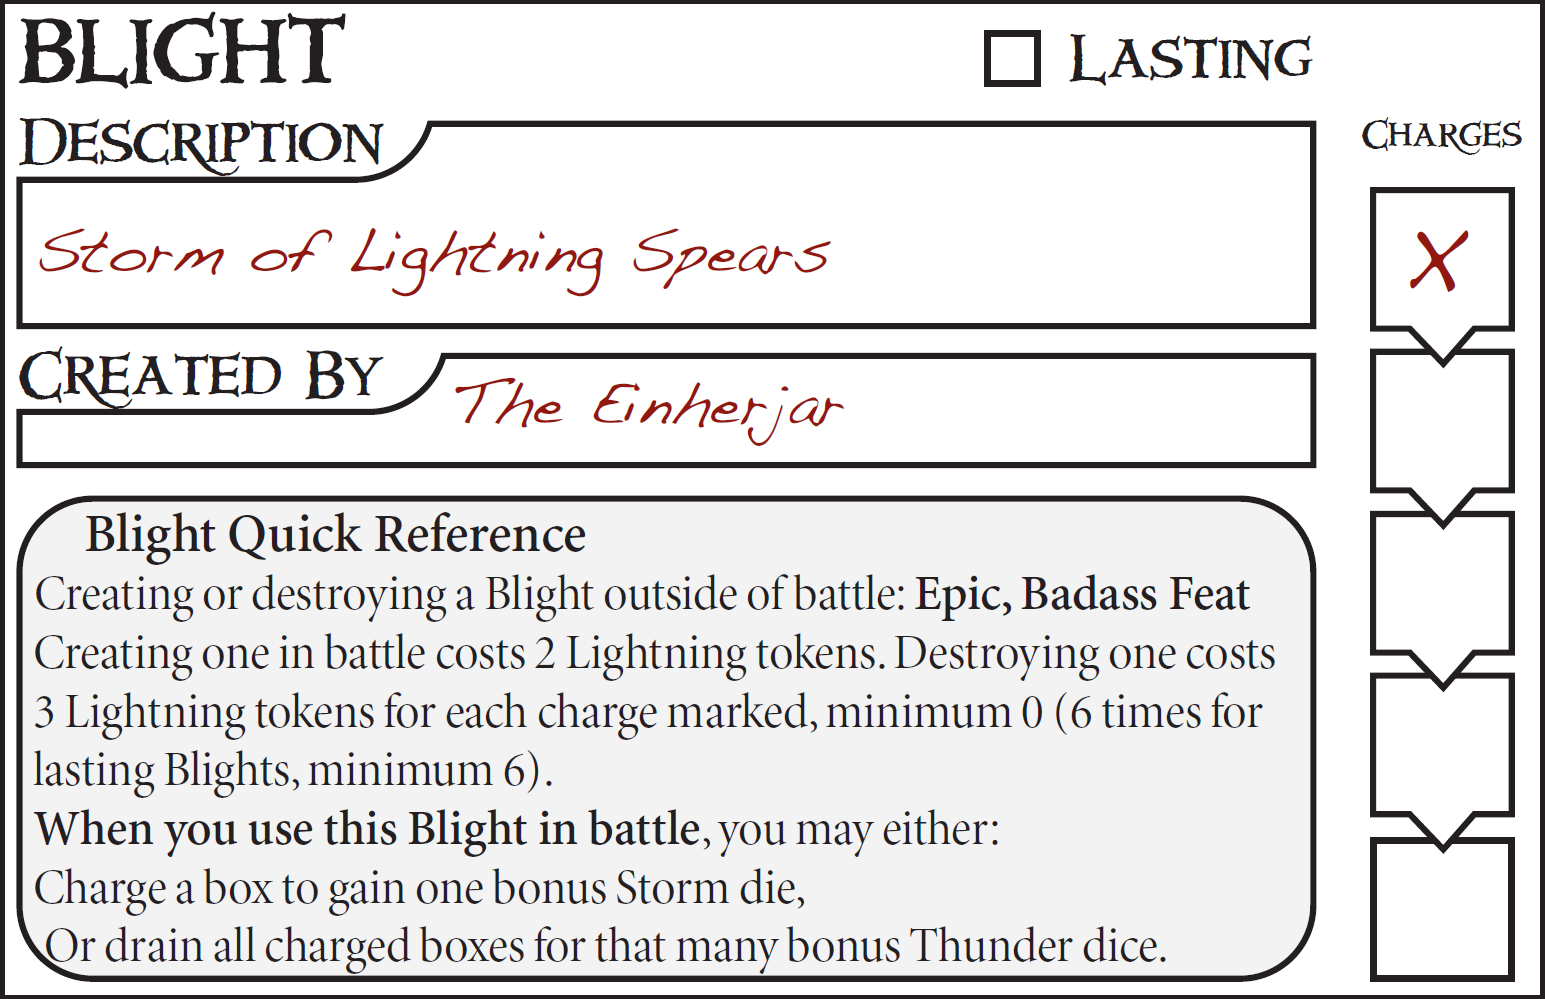 BLIGHT
LASTING
DESCRIPTION
CHARGES
Storm of Lightning Spears
X
CREATED BY
The Einherjar
Blight Quick Reference
Creating or destroying a Blight outside of battle: Epic, Badass Feat
Creating one in battle costs 2 Lightning tokens. Destroying one costs
3 Lightning tokens for each charge marked, minimum 0 (6 times for
lasting Blights, minimum 6).
When you use this Blight in battle, you may either:
Charge a box to gain one bonus Storm die,
Or drain all charged boxes for that many bonus Thunder dice.